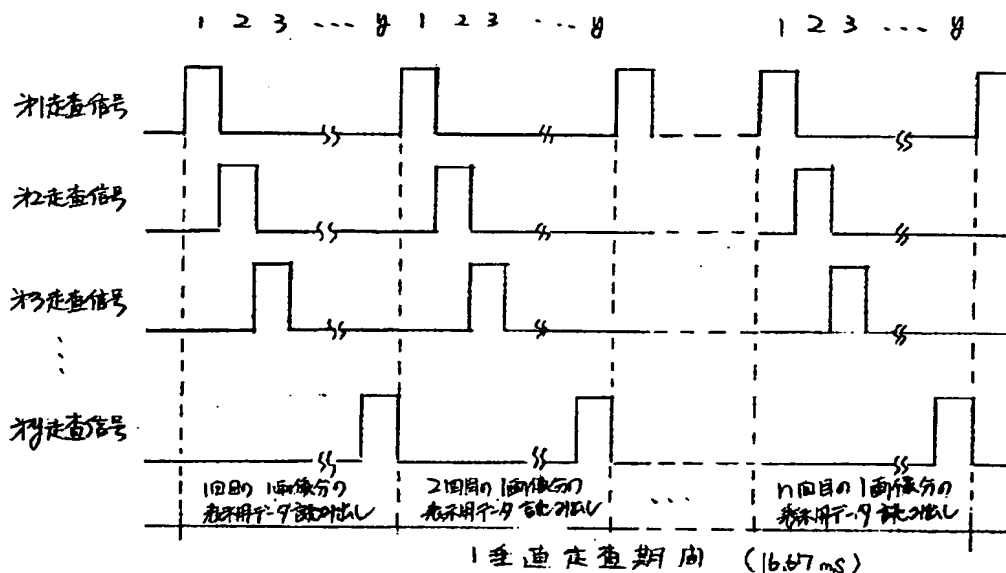 1 2 3 ... y 1 2 3 ... y 1 2 3 ... y
第1走査信号
第2走査信号
第3走査信号
第y走査信号
1回目の1画像分の
表示用データ読み出し
2回目の1画像分の
表示用データ読み出し
...
n回目の1画像分の
表示用データ読み出し
1垂直走査期間 (16.67ms)